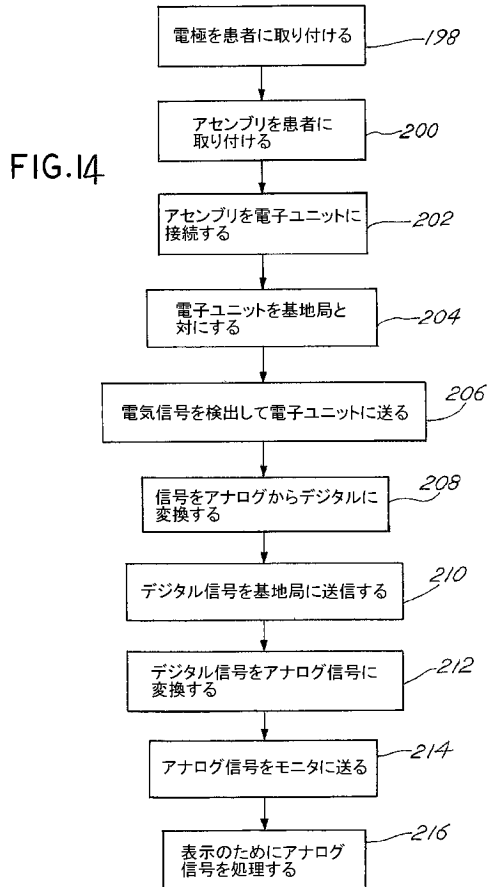 電極を患者に取り付ける
198
アセンブリを患者に
取り付ける
200
FIG.14
アセンブリを電子ユニットに
接続する
202
電子ユニットを基地局と
対にする
204
電気信号を検出して電子ユニットに送る
206
信号をアナログからデジタルに
変換する
208
デジタル信号を基地局に送信する
210
デジタル信号をアナログ信号に
変換する
212
アナログ信号をモニタに送る
214
表示のためにアナログ
信号を処理する
216